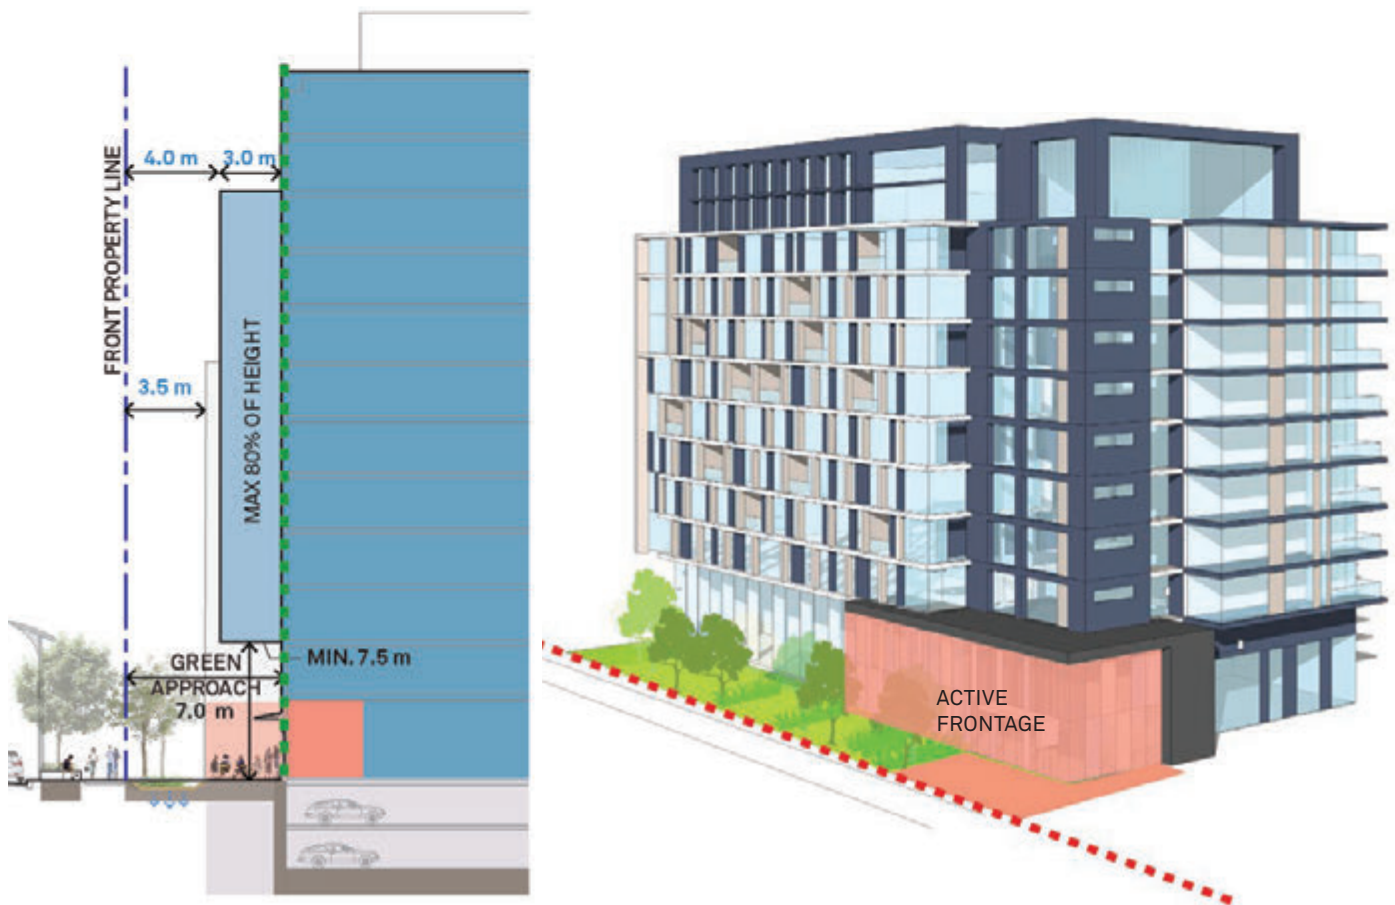 4.0 m
3.0 m
FRONT PROPERTY LINE
3.5 m
MAX 80% OF HEIGHT
GREEN
APPROACH
7.0 m
MIN. 7.5 m
ACTIVE
FRONTAGE